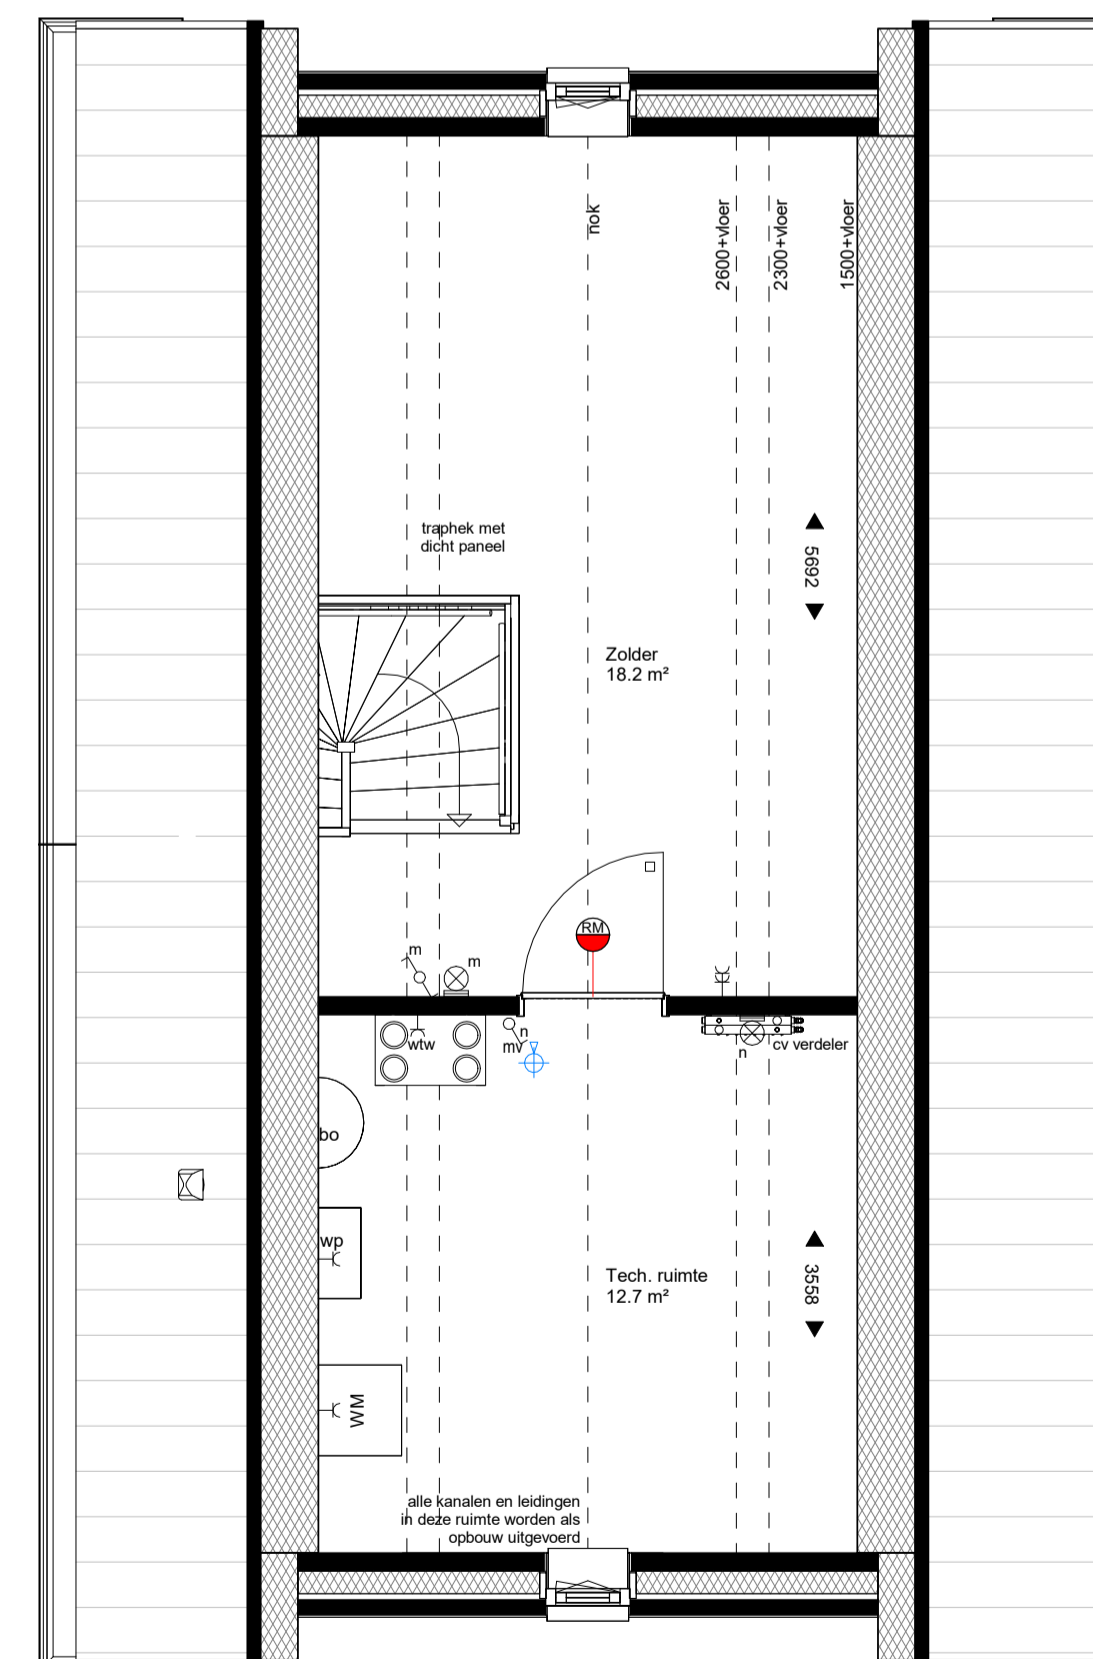 nok
2600+vloer
2300+vloer
1500+vloer
traphek met
dicht paneel
5692
Zolder
18.2 m²
RM
m
m
wtw
n
mv
n
cv verdeler
bo
wp
Tech. ruimte
12.7 m²
3558
WM
alle kanalen en leidingen
in deze ruimte worden als
opbouw uitgevoerd